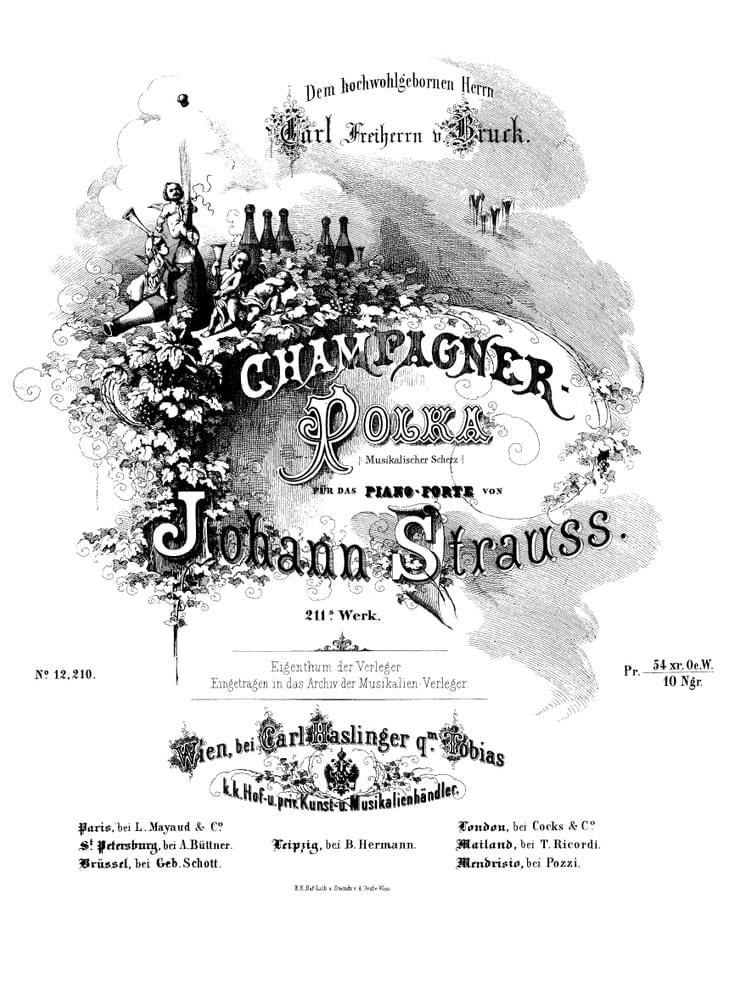 Dem hochwohlgebornen Herrn
Carl Freiherrn v. Bruck.
CHAMPAGNER-
POLKA
(Musikalischer Scherz)
FÜR DAS PIANO-FORTE VON
Johann Strauss.
211s. Werk.
No. 12,210.
Eigenthum der Verleger
Eingetragen in das Archiv der Musikalien-Verleger.
Pr. 54 xr. Oe.W.
10 Ngr.
Wien, bei Carl Haslinger qm. Tobias
k.k. Hof-u. priv. Kunst-u. Musikalienhändler.
Paris, bei L. Mayaud & Co.
St. Petersburg, bei A. Büttner.
Brüssel, bei Geb. Schott.
Leipzig, bei B. Hermann.
London, bei Cocks & Co.
Mailand, bei T. Ricordi.
Mendrisio, bei Pozzi.